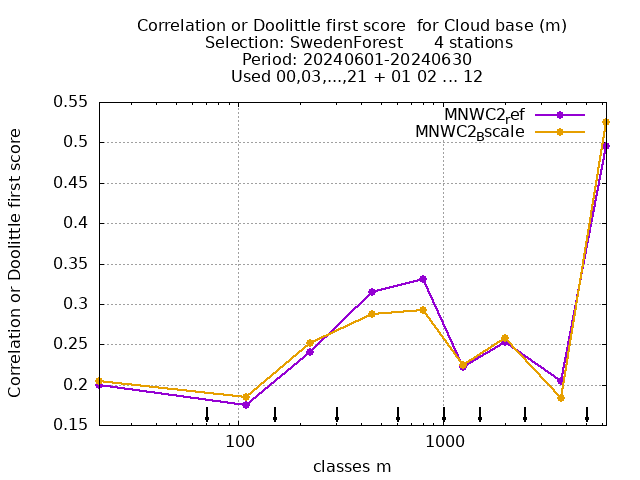 Correlation or Doolittle first score  for Cloud base (m)
Selection: SwedenForest      4 stations
Period: 20240601-20240630
Used 00,03,...,21 + 01 02 ... 12
MNWC2ref
MNWC2Bscale
0.55
0.5
0.45
0.4
0.35
0.3
0.25
0.2
0.15
Correlation or Doolittle first score
100
1000
classes m